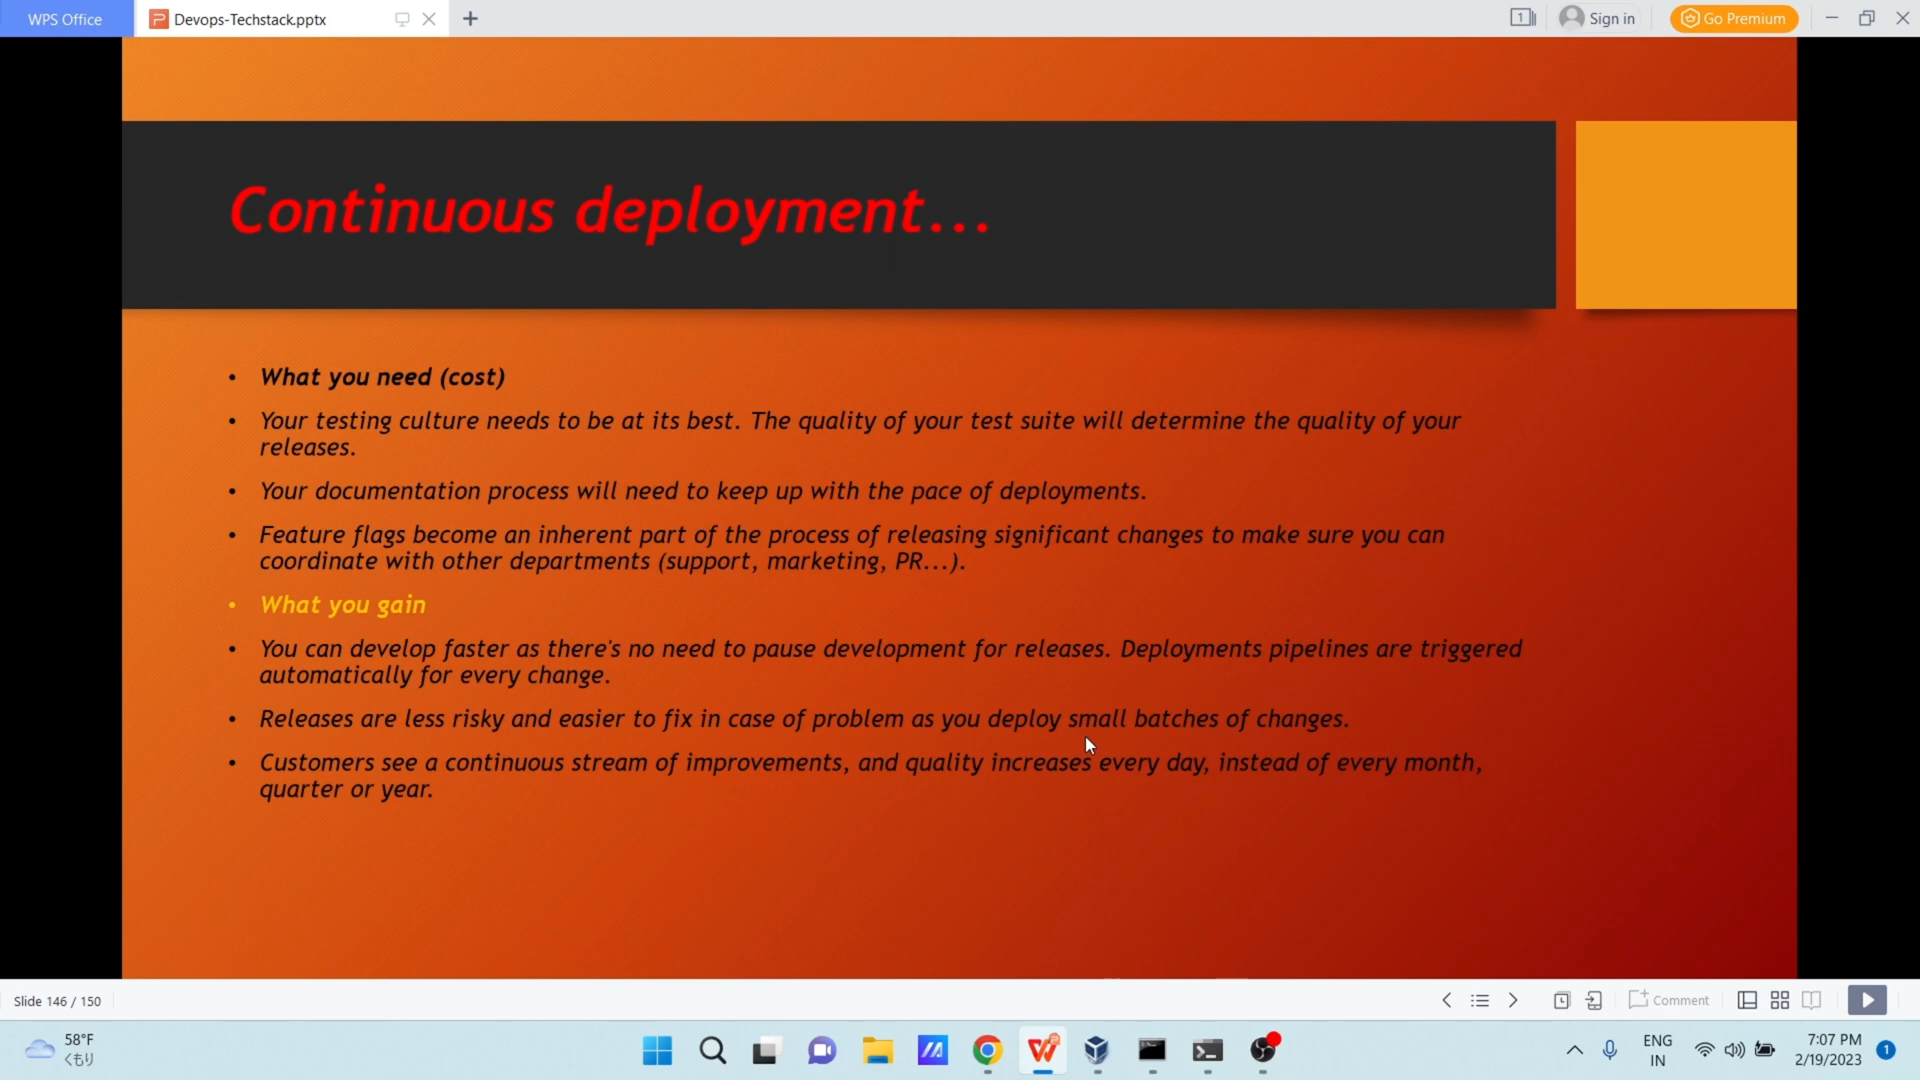 WPS Office
Devops-Techstack.pptx
1
Sign in
Go Premium
Continuous deployment...
• What you need (cost)
• Your testing culture needs to be at its best. The quality of your test suite will determine the quality of your
releases.
• Your documentation process will need to keep up with the pace of deployments.
• Feature flags become an inherent part of the process of releasing significant changes to make sure you can
coordinate with other departments (support, marketing, PR...).
• What you gain
• You can develop faster as there's no need to pause development for releases. Deployments pipelines are triggered
automatically for every change.
• Releases are less risky and easier to fix in case of problem as you deploy small batches of changes.
• Customers see a continuous stream of improvements, and quality increases every day, instead of every month,
quarter or year.
Slide 146 / 150
Comment
58°F
くもり
ENG
IN
7:07 PM
2/19/2023
1